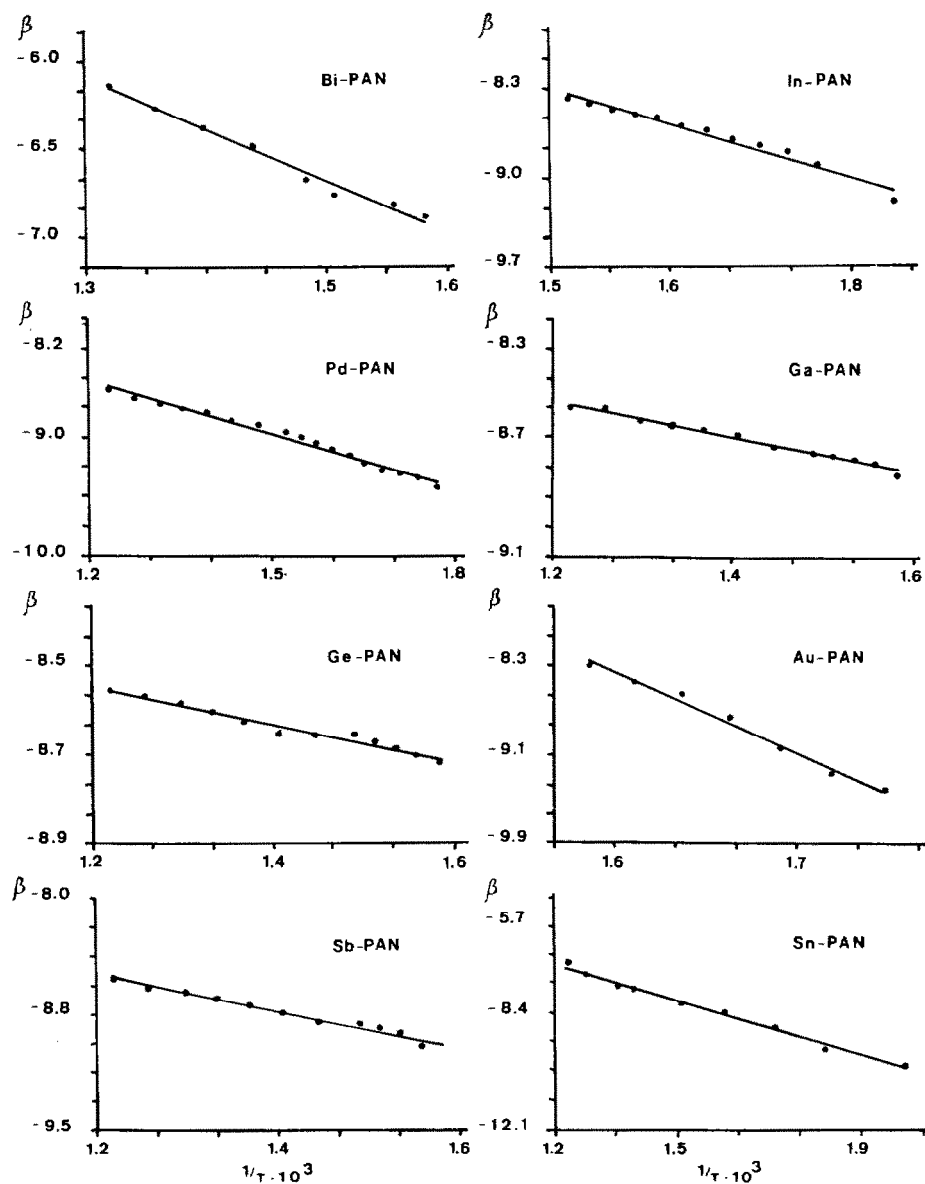 β
-6.0
Bi-PAN
-6.5
-7.0
1.3 1.5 1.6
β
-8.3
In-PAN
-9.0
-9.7
1.5 1.8
β
-8.2
Pd-PAN
-9.0
-10.0
1.2 1.5 1.8
β
-8.3
Ga-PAN
-8.7
-9.1
1.2 1.4 1.6
β
-8.5
Ge-PAN
-8.7
-8.9
1.2 1.4 1.6
β
-8.3
Au-PAN
-9.1
-9.9
1.6 1.7
β
-8.0
Sb-PAN
-8.8
-9.5
1.2 1.4 1.6
1/T·10³
β
-5.7
Sn-PAN
-8.4
-12.1
1.2 1.5 1.9
1/T·10³